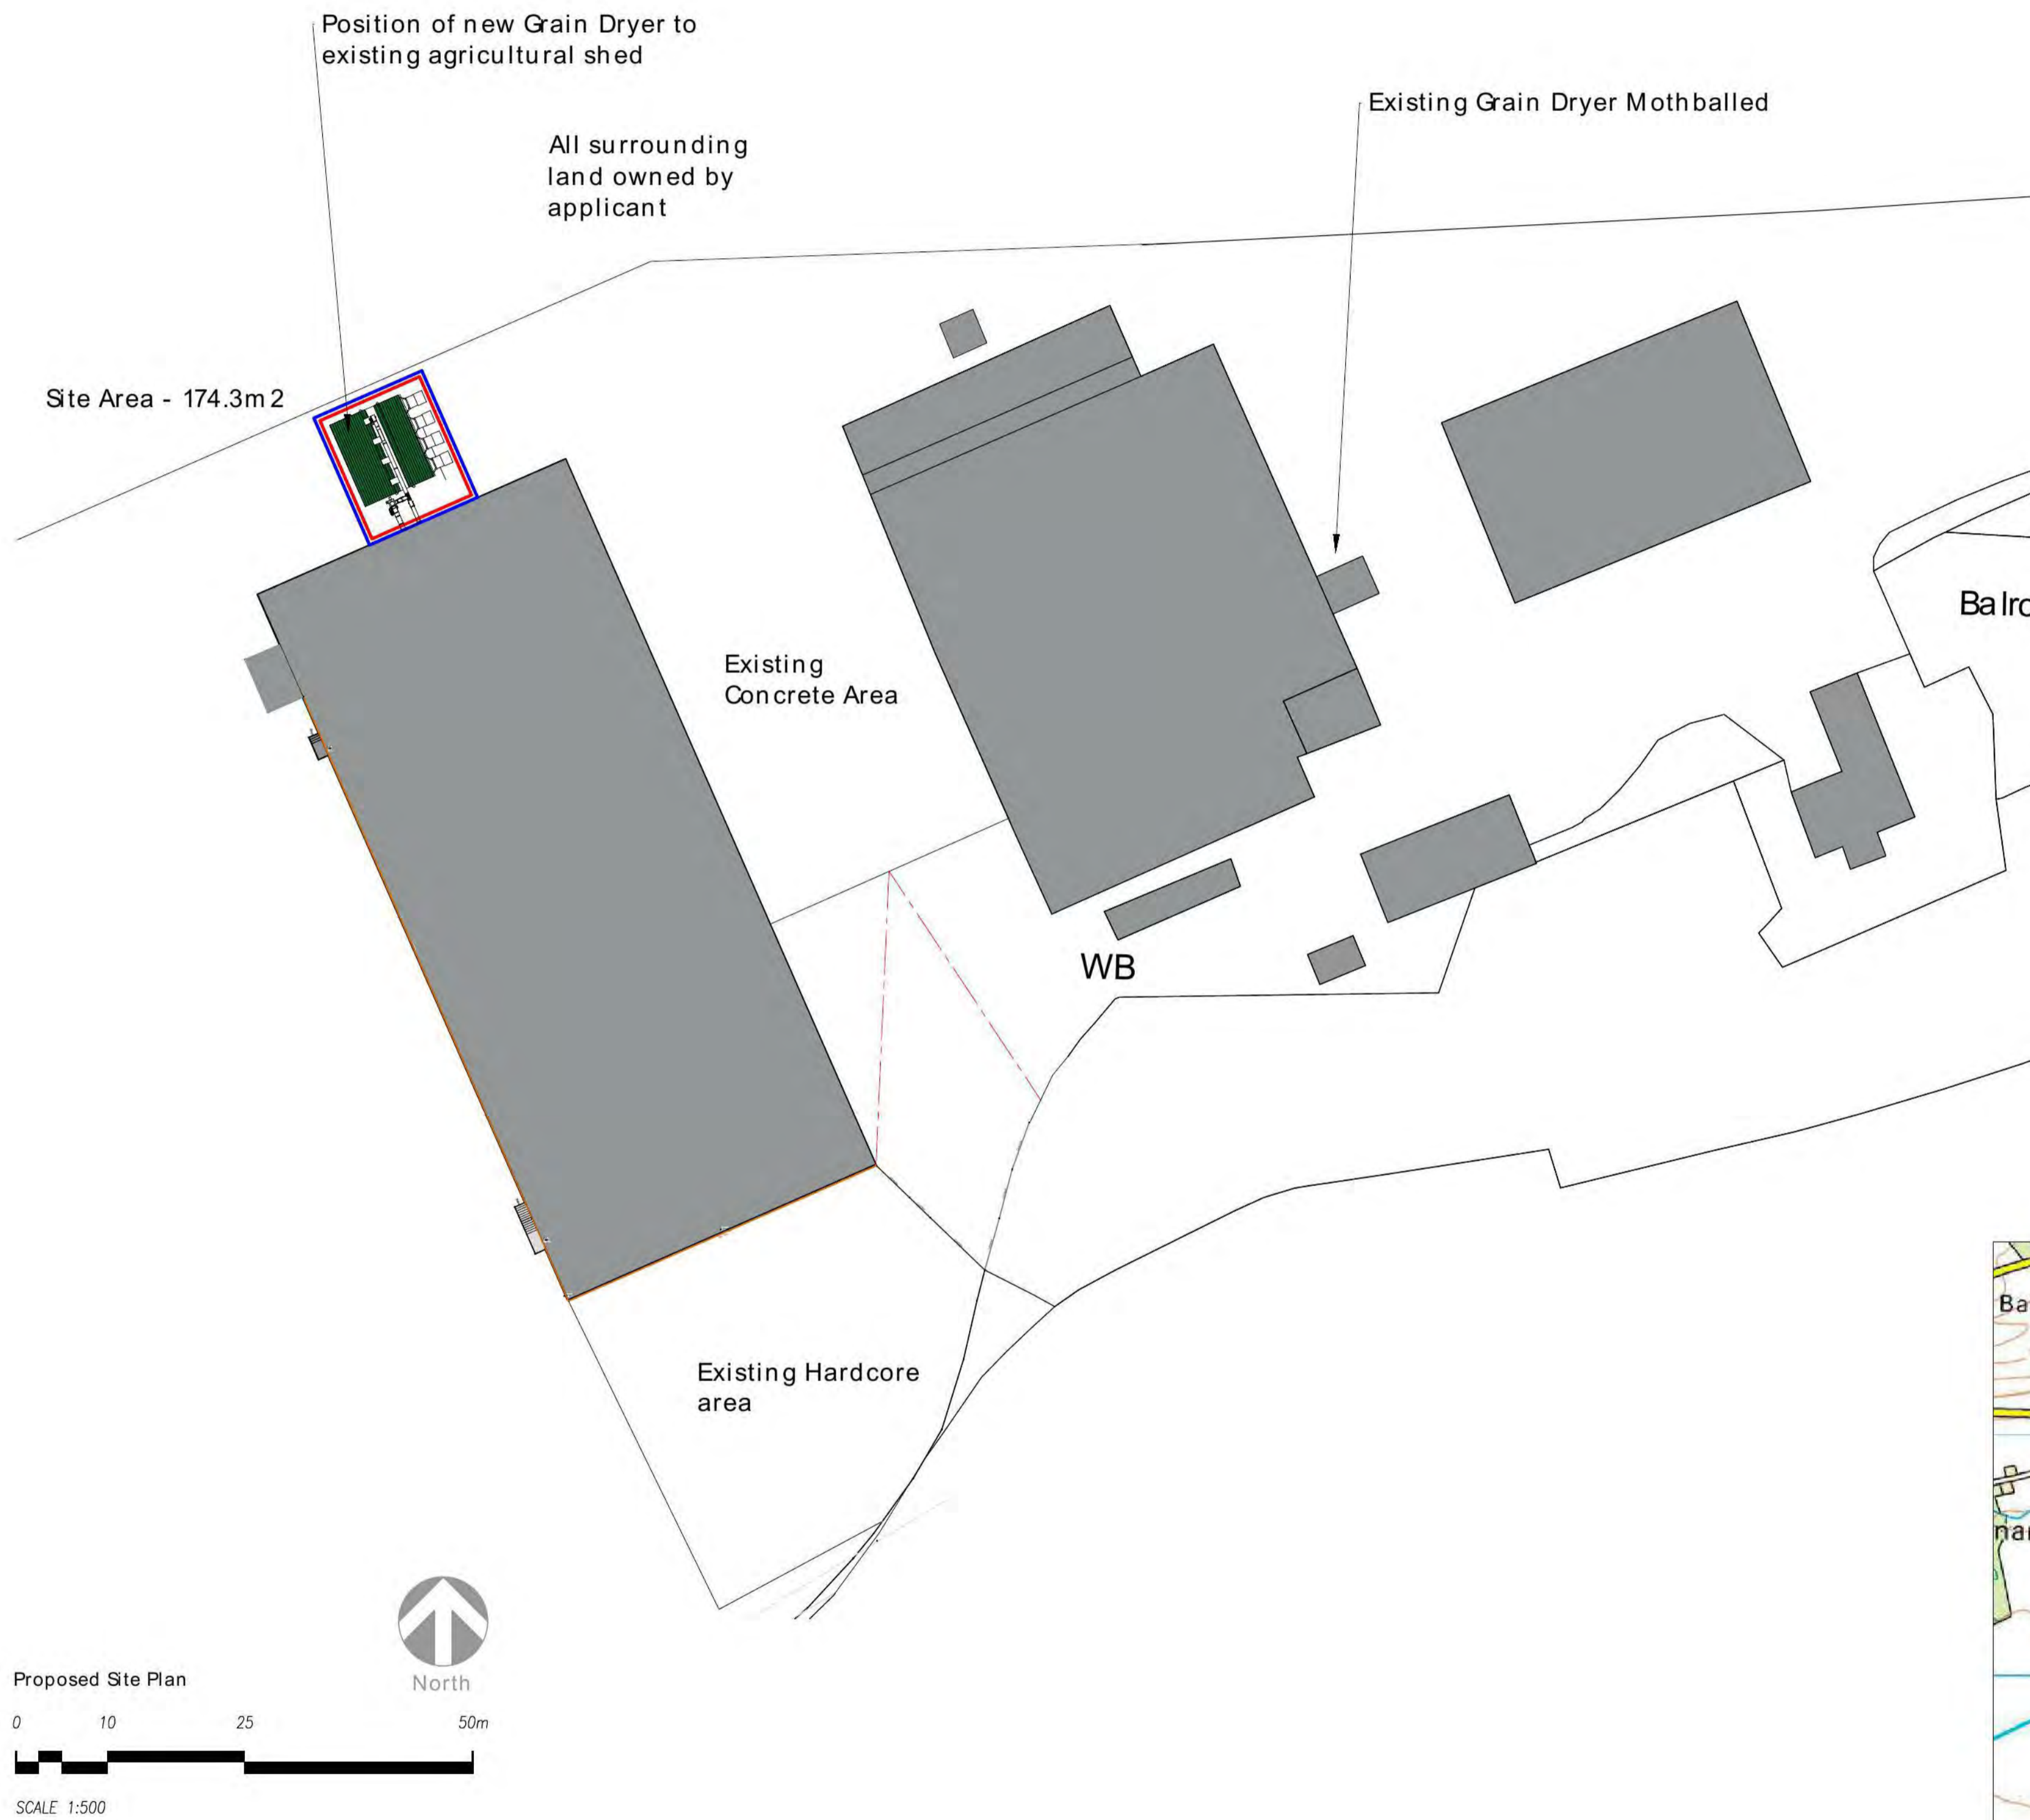 Position of new Grain Dryer to
existing agricultural shed
Existing Grain Dryer Mothballed
All surrounding
land owned by
applicant
Site Area - 174.3m2
Existing
Concrete Area
WB
Existing Hardcore
area
North
Proposed Site Plan
0 10 25 50m
SCALE 1:500